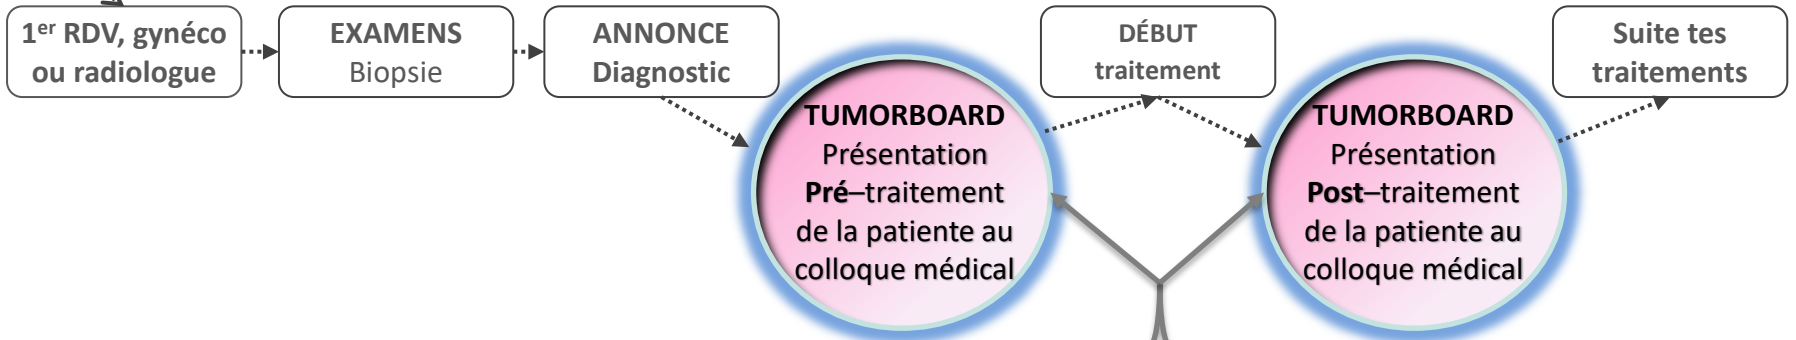 1er RDV, gynéco
ou radiologue
EXAMENS
Biopsie
ANNONCE
Diagnostic
TUMORBOARD
Présentation
Pré–traitement
de la patiente au
colloque médical
DÉBUT
traitement
TUMORBOARD
Présentation
Post–traitement
de la patiente au
colloque médical
Suite tes
traitements